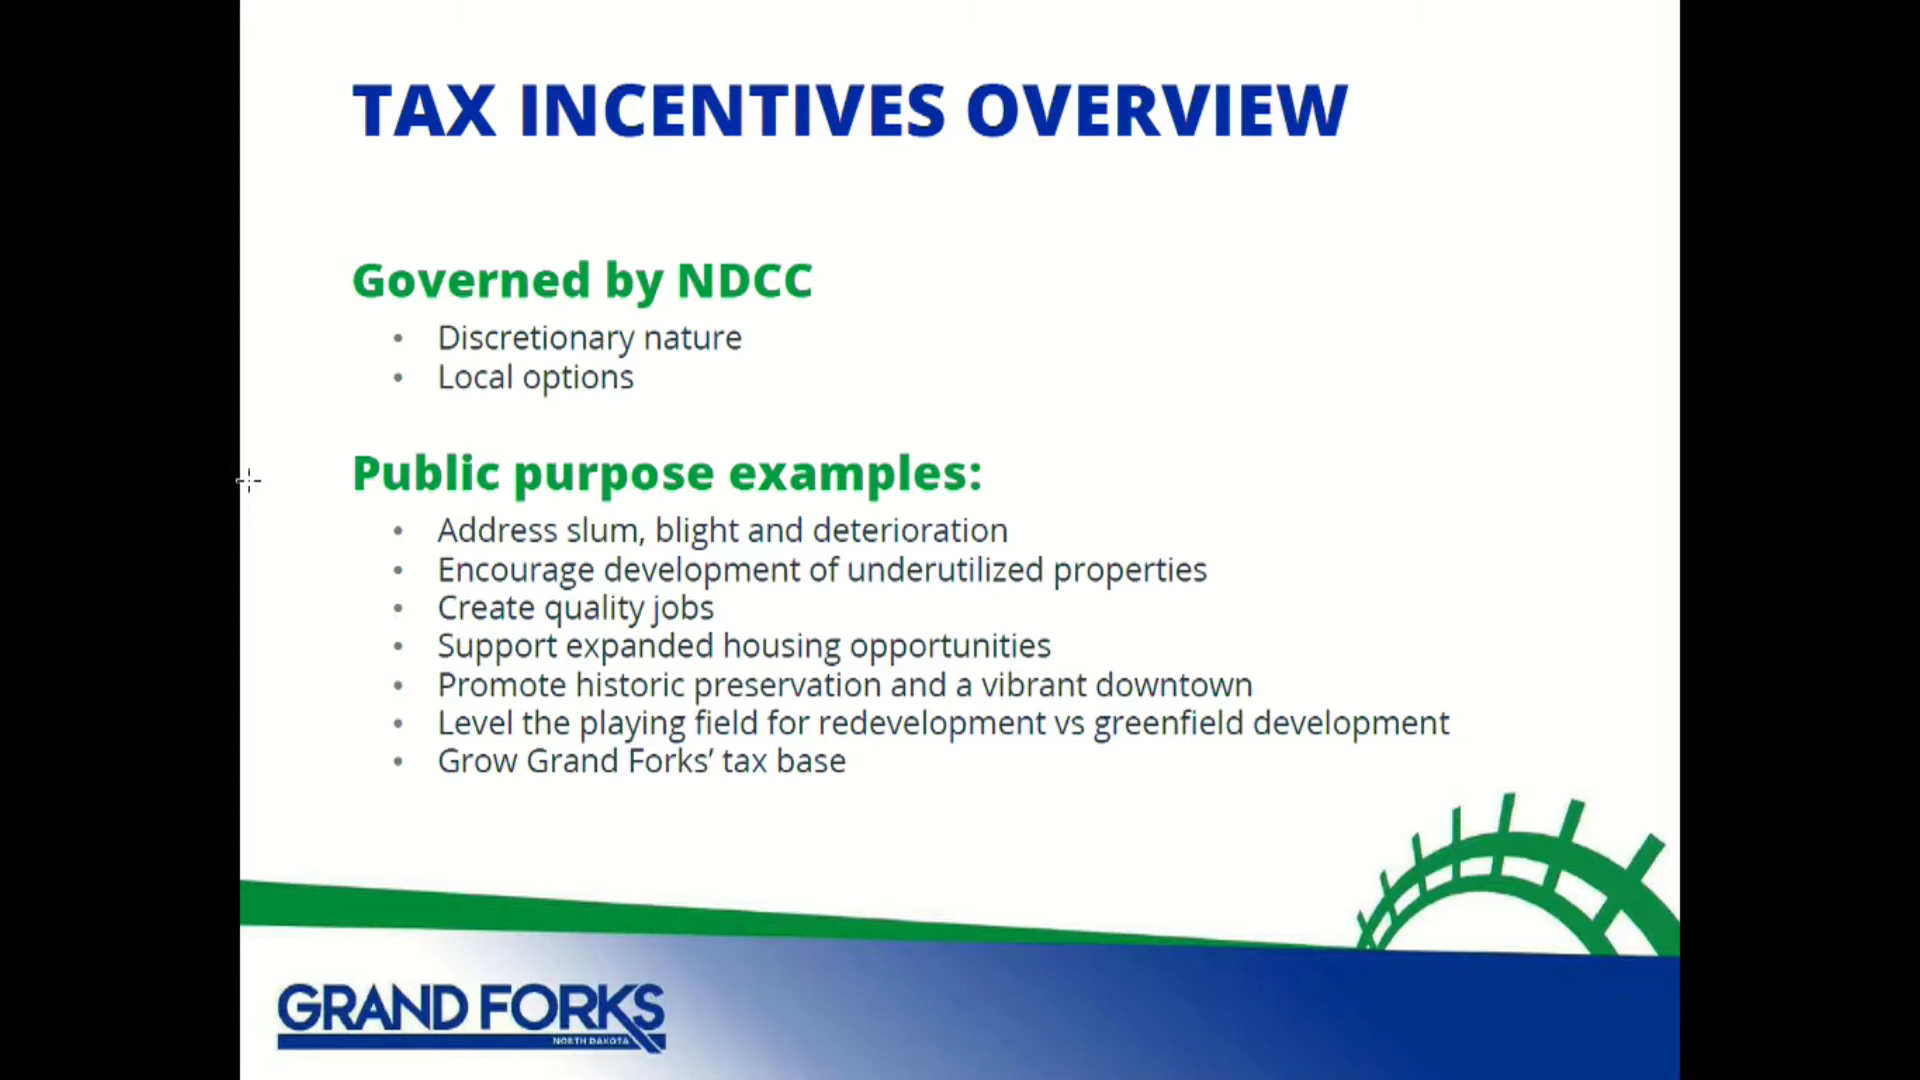 TAX INCENTIVES OVERVIEW
Governed by NDCC
• Discretionary nature
• Local options
Public purpose examples:
• Address slum, blight and deterioration
• Encourage development of underutilized properties
• Create quality jobs
• Support expanded housing opportunities
• Promote historic preservation and a vibrant downtown
• Level the playing field for redevelopment vs greenfield development
• Grow Grand Forks’ tax base
GRAND FORKS
NORTH DAKOTA